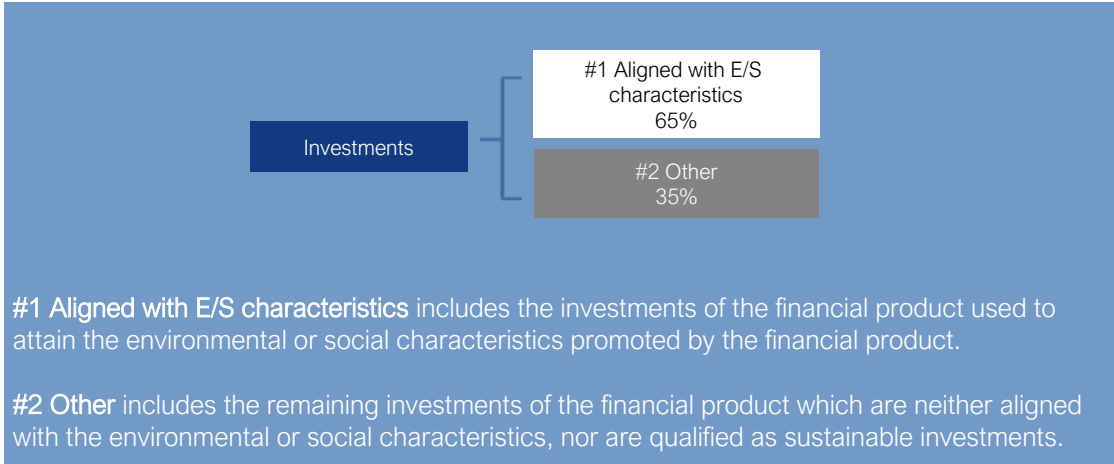 #1 Aligned with E/S
characteristics
65%
Investments
#2 Other
35%
#1 Aligned with E/S characteristics includes the investments of the financial product used to
attain the environmental or social characteristics promoted by the financial product.
#2 Other includes the remaining investments of the financial product which are neither aligned
with the environmental or social characteristics, nor are qualified as sustainable investments.